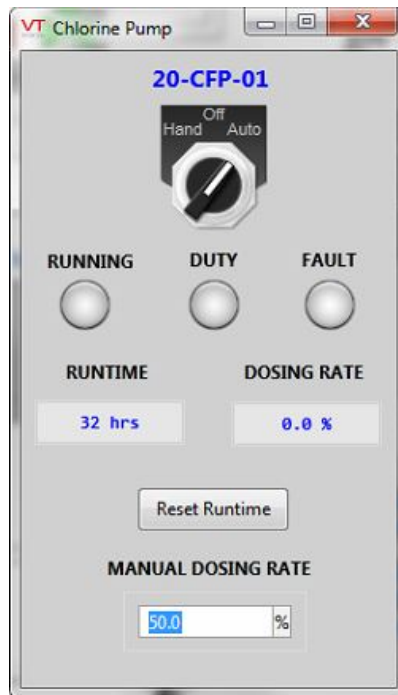 VT Chlorine Pump
20-CFP-01
Off
Hand Auto
RUNNING DUTY FAULT
RUNTIME DOSING RATE
32 hrs 0.0 %
Reset Runtime
MANUAL DOSING RATE
50.0 %